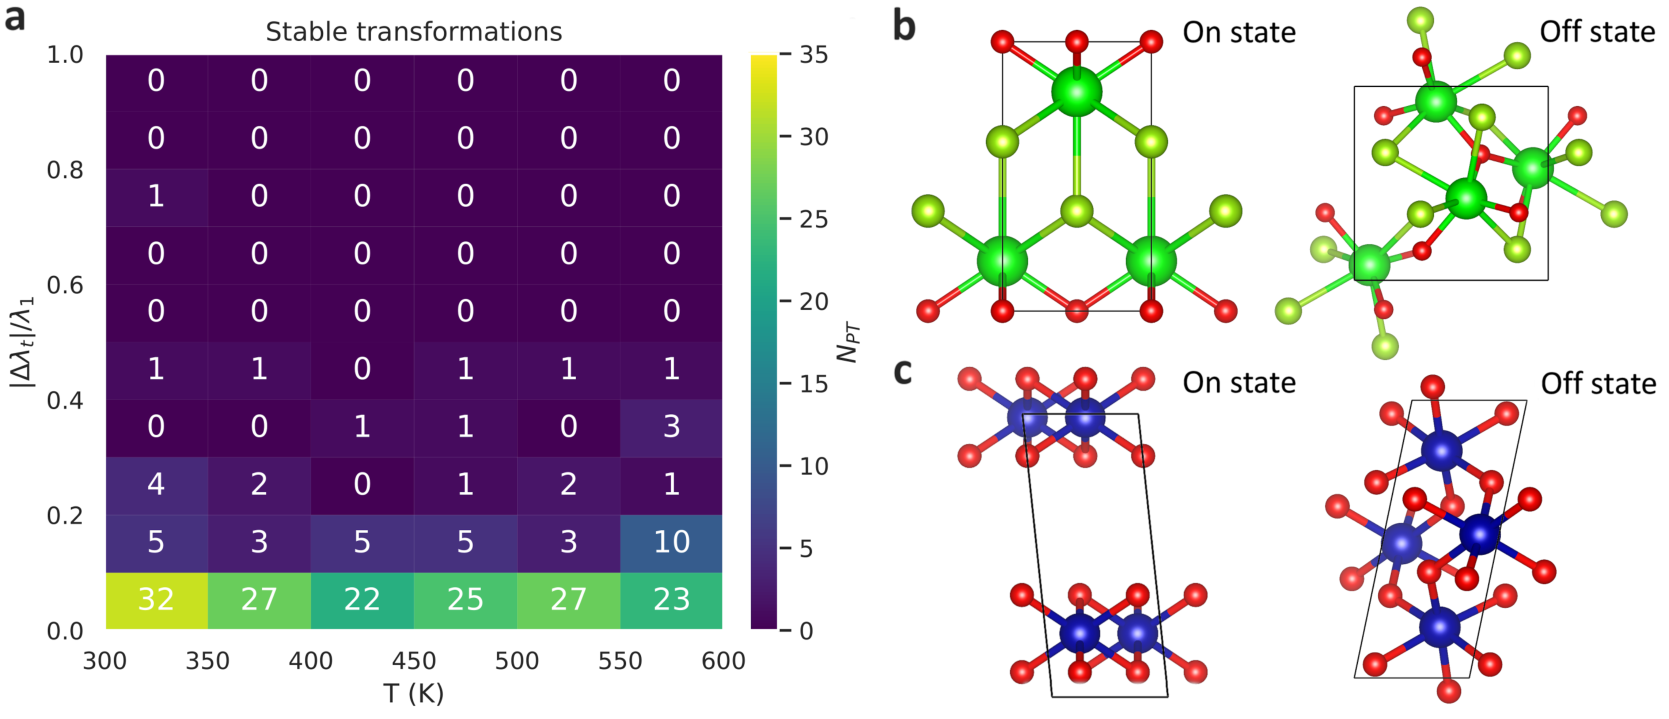 a
Stable transformations
1.0
0.8
0.6
0.4
0.2
0.0
|Δλt|/λ1
0 0 0 0 0 0
0 0 0 0 0 0
1 0 0 0 0 0
0 0 0 0 0 0
0 0 0 0 0 0
1 1 0 1 1 1
0 0 1 1 0 3
4 2 0 1 2 1
5 3 5 5 3 10
32 27 22 25 27 23
300 350 400 450 500 550 600
T (K)
35
30
25
20
15
10
5
0
NPT
b
On state
Off state
c
On state
Off state